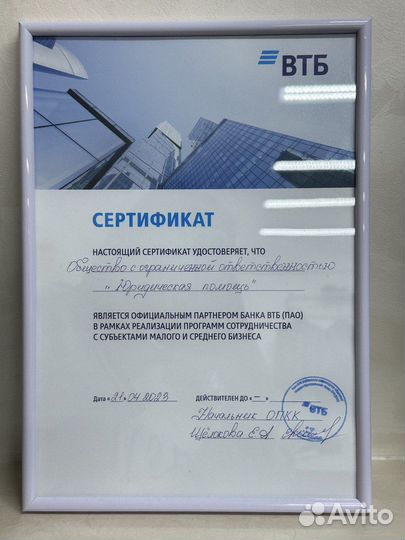 ВТБ
СЕРТИФИКАТ
НАСТОЯЩИЙ СЕРТИФИКАТ УДОСТОВЕРЯЕТ, ЧТО
Общество с ограниченной ответственностью
"Юридическая помощь"
ЯВЛЯЕТСЯ ОФИЦИАЛЬНЫМ ПАРТНЕРОМ БАНКА ВТБ (ПАО)
В РАМКАХ РЕАЛИЗАЦИИ ПРОГРАММ СОТРУДНИЧЕСТВА
С СУБЪЕКТАМИ МАЛОГО И СРЕДНЕГО БИЗНЕСА
Дата «21» 04.2023 ДЕЙСТВИТЕЛЕН ДО « – »
Начальник ОПКК
Щёлокова Е.А
ВТБ
Avito